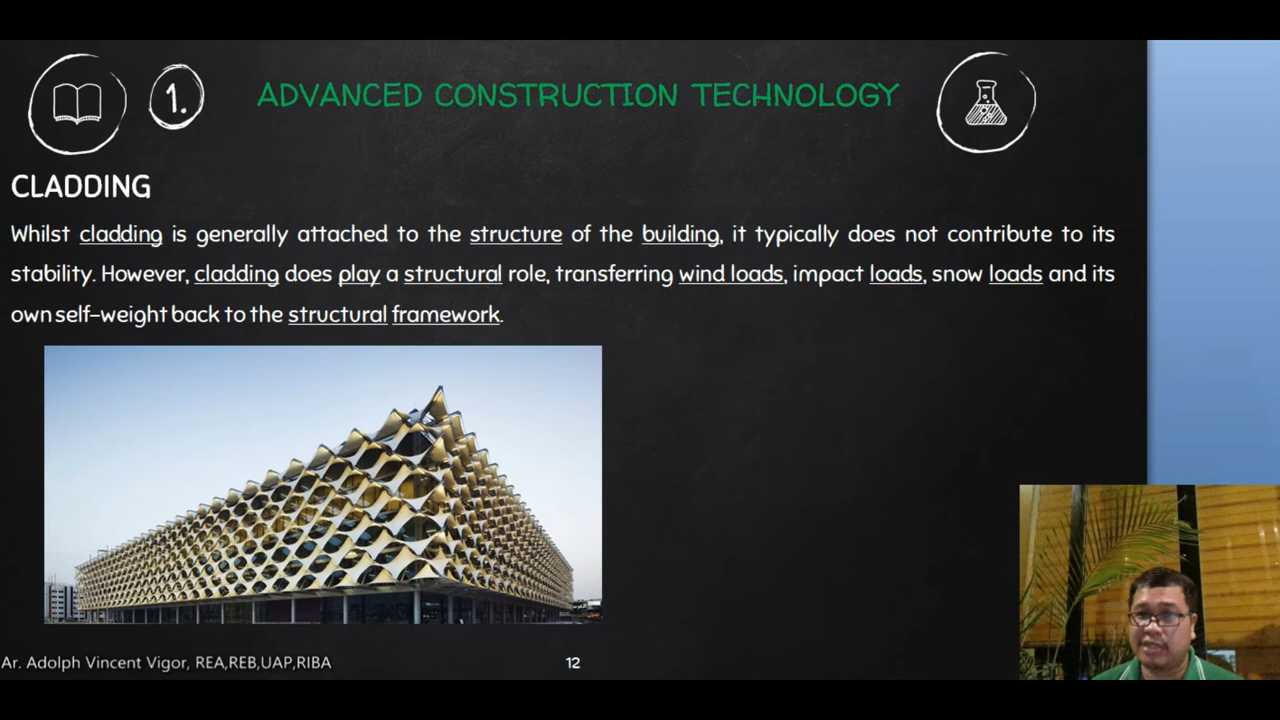 1.
ADVANCED CONSTRUCTION TECHNOLOGY
CLADDING
Whilst cladding is generally attached to the structure of the building, it typically does not contribute to its
stability. However, cladding does play a structural role, transferring wind loads, impact loads, snow loads and its
own self-weight back to the structural framework.
Ar. Adolph Vincent Vigor, REA,REB,UAP,RIBA
12